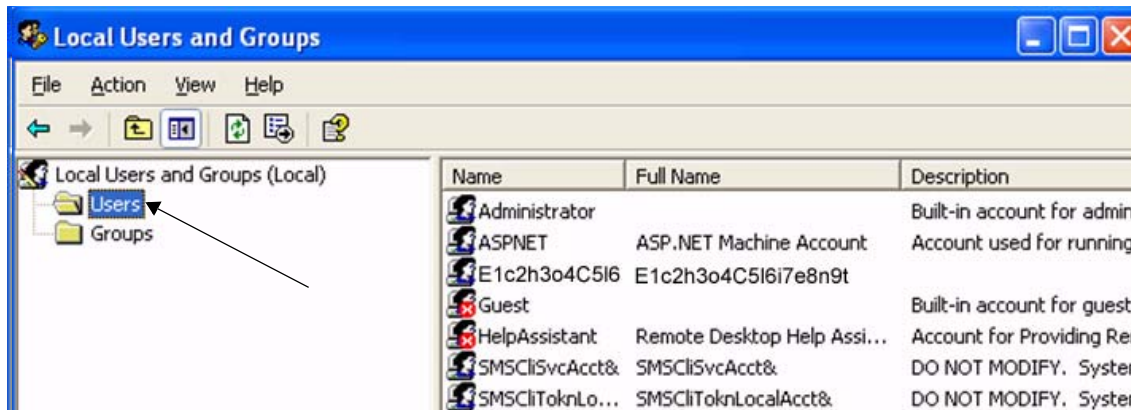 Local Users and Groups
File Action View Help
Local Users and Groups (Local)
Users
Groups
Name Full Name Description
Administrator Built-in account for admin
ASPNET ASP.NET Machine Account Account used for running
E1c2h3o4C5l6 E1c2h3o4C5l6i7e8n9t
Guest Built-in account for guest
HelpAssistant Remote Desktop Help Assi... Account for Providing Re
SMSCliSvcAcct& SMSCliSvcAcct& DO NOT MODIFY. System
SMSCliToknLo... SMSCliToknLocalAcct& DO NOT MODIFY. System